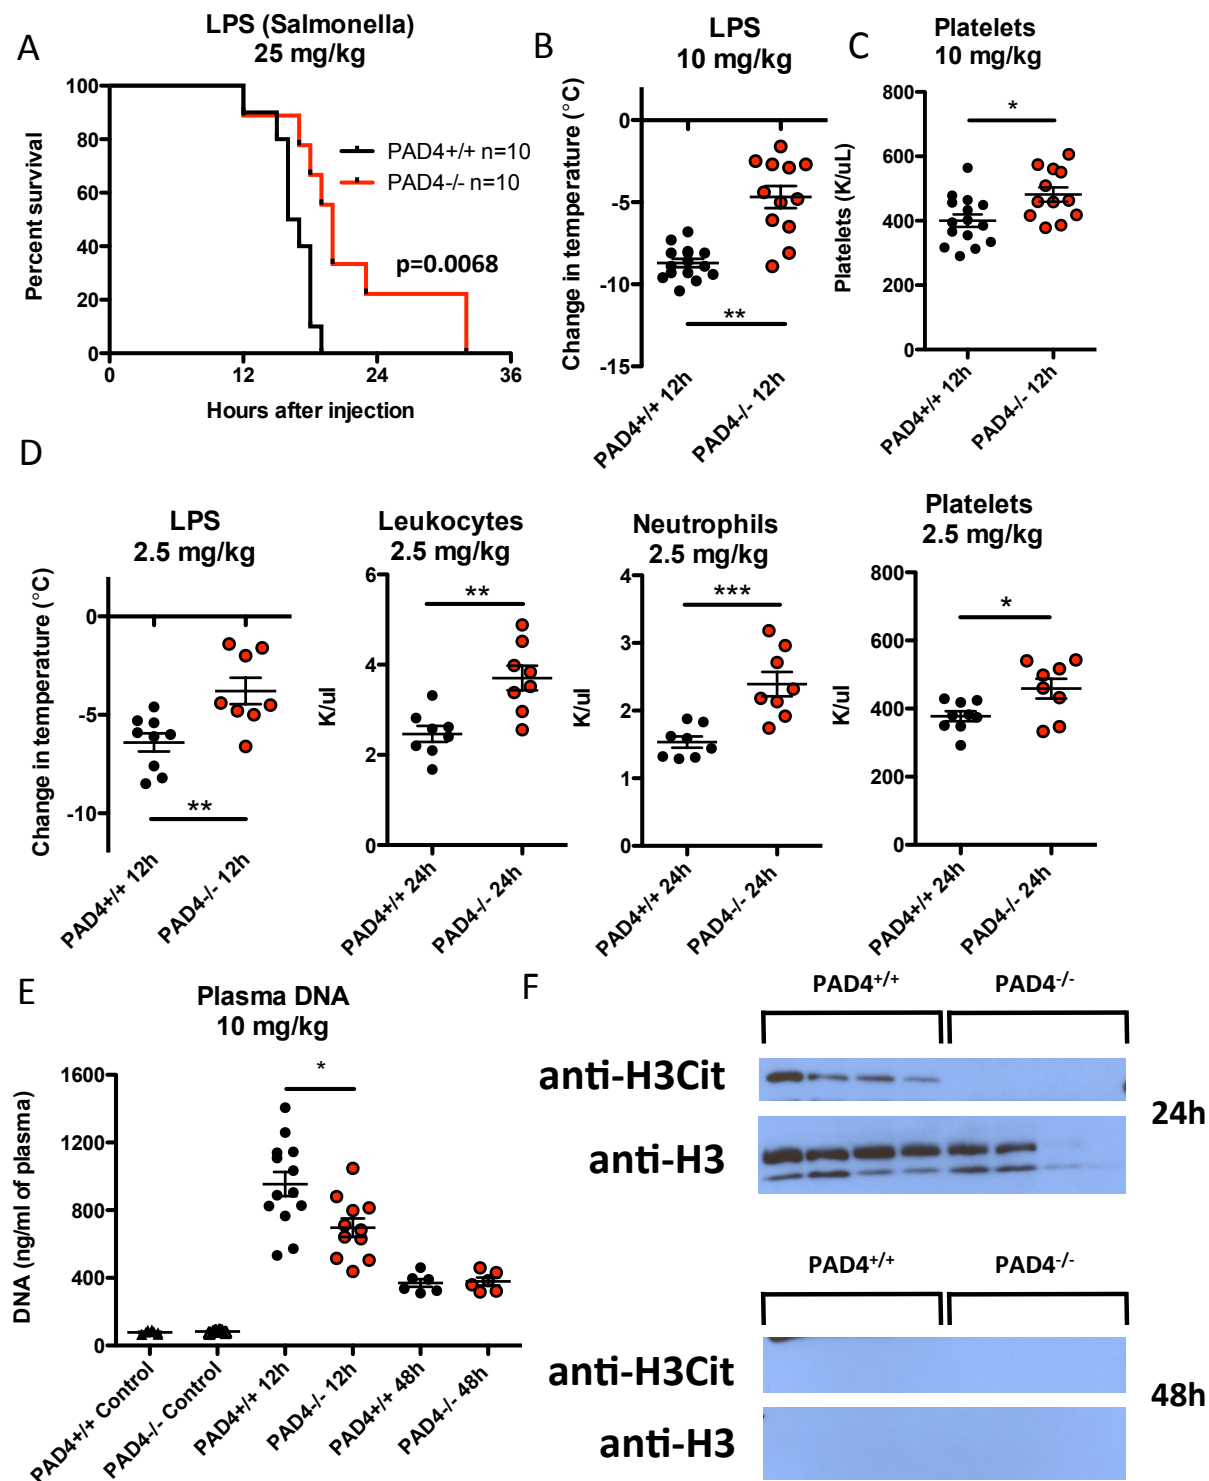 A
LPS (Salmonella)
25 mg/kg
Percent survival
100
80
60
40
20
0
0
12
24
36
Hours after injection
PAD4+/+ n=10
PAD4-/- n=10
p=0.0068
B
LPS
10 mg/kg
Change in temperature (°C)
0
-5
-10
-15
**
PAD4+/+ 12h
PAD4-/- 12h
C
Platelets
10 mg/kg
Platelets (K/uL)
800
600
400
200
0
*
PAD4+/+ 12h
PAD4-/- 12h
D
LPS
2.5 mg/kg
Change in temperature (°C)
0
-5
-10
**
PAD4+/+ 12h
PAD4-/- 12h
Leukocytes
2.5 mg/kg
K/ul
6
4
2
0
**
PAD4+/+ 24h
PAD4-/- 24h
Neutrophils
2.5 mg/kg
K/ul
4
3
2
1
0
***
PAD4+/+ 24h
PAD4-/- 24h
Platelets
2.5 mg/kg
K/ul
800
600
400
200
0
*
PAD4+/+ 24h
PAD4-/- 24h
E
Plasma DNA
10 mg/kg
DNA (ng/ml of plasma)
1600
1200
800
400
0
*
PAD4+/+ Control
PAD4-/- Control
PAD4+/+ 12h
PAD4-/- 12h
PAD4+/+ 48h
PAD4-/- 48h
F
PAD4+/+ PAD4-/-
anti-H3Cit
anti-H3
24h
PAD4+/+ PAD4-/-
anti-H3Cit
anti-H3
48h